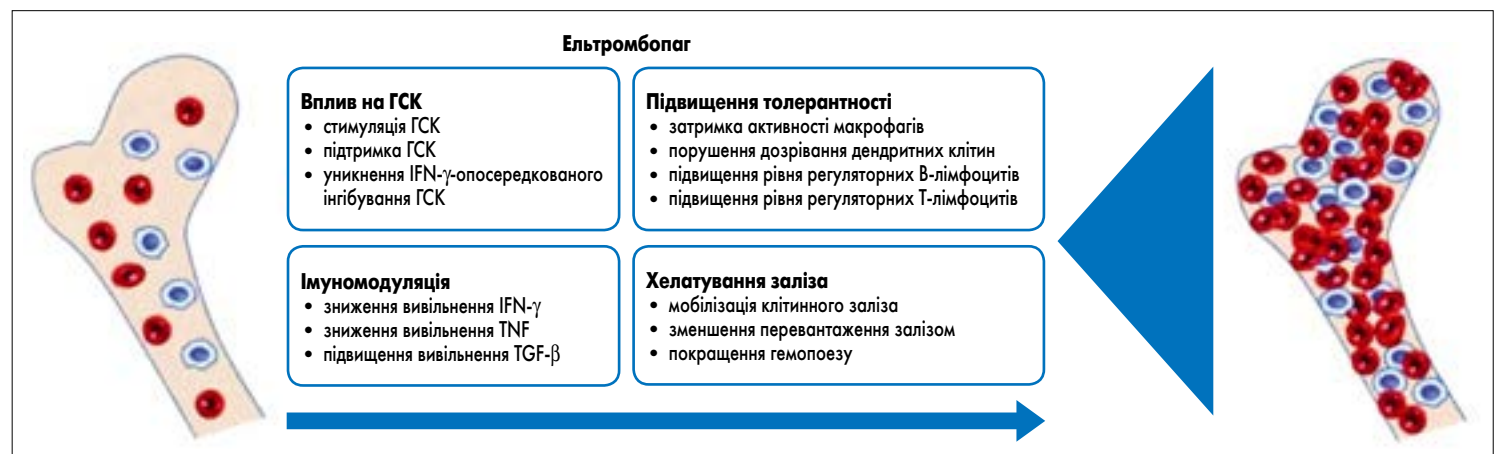 Ельтромбопаг
Вплив на ГСК
• стимуляція ГСК
• підтримка ГСК
• уникнення IFN-γ-опосередкованого
інгібування ГСК
Підвищення толерантності
• затримка активності макрофагів
• порушення дозрівання дендритних клітин
• підвищення рівня регуляторних В-лімфоцитів
• підвищення рівня регуляторних Т-лімфоцитів
Імуномодуляція
• зниження вивільнення IFN-γ
• зниження вивільнення TNF
• підвищення вивільнення TGF-β
Хелатування заліза
• мобілізація клітинного заліза
• зменшення перевантаження залізом
• покращення гемопоезу